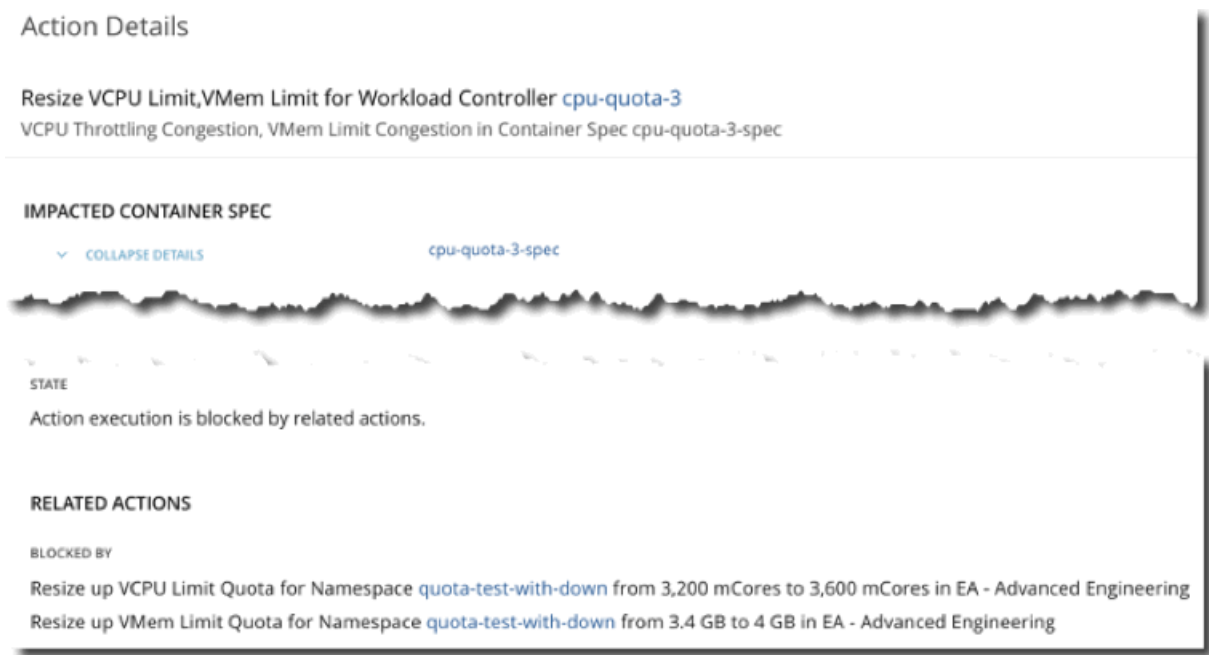 Action Details
Resize VCPU Limit,VMem Limit for Workload Controller cpu-quota-3
VCPU Throttling Congestion, VMem Limit Congestion in Container Spec cpu-quota-3-spec
IMPACTED CONTAINER SPEC
COLLAPSE DETAILS cpu-quota-3-spec
STATE
Action execution is blocked by related actions.
RELATED ACTIONS
BLOCKED BY
Resize up VCPU Limit Quota for Namespace quota-test-with-down from 3,200 mCores to 3,600 mCores in EA - Advanced Engineering
Resize up VMem Limit Quota for Namespace quota-test-with-down from 3.4 GB to 4 GB in EA - Advanced Engineering